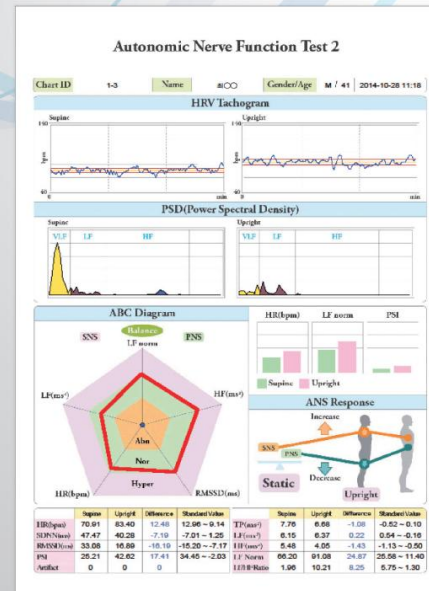 Autonomic Nerve Function Test 2
Chart ID 1-3 Name 최○○ Gender/Age M / 41 2014-10-28 11:18
HRV Tachogram
Supine Upright
bpm bpm
60 min 60 min
PSD(Power Spectral Density)
Supine Upright
VLF LF HF VLF LF HF
ABC Diagram
SNS Balance PNS
LF norm
LF(ms²) HF(ms²)
Abn
Nor
Hyper
HR(bpm) RMSSD(ms)
HR(bpm) LF norm PSI
Supine Upright
ANS Response
Increase
SNS
PNS
Static Decrease
Upright
Supine Upright Difference Standard Value Supine Upright Difference Standard Value
HR(bpm) 70.91 83.40 12.48 12.96 ~ 9.14 TP(ms²) 7.76 6.68 -1.08 -0.52 ~ 0.10
SDNN(ms) 47.47 40.28 -7.19 -7.01 ~ 1.25 LF(ms²) 6.15 6.37 0.22 0.54 ~ -0.16
RMSSD(ms) 33.08 16.89 -16.19 -15.20 ~ -7.17 HF(ms²) 5.48 4.05 -1.43 -1.13 ~ -0.50
PSI 25.21 42.62 17.41 34.45 ~ -2.03 LF Norm 66.20 91.08 24.87 25.58 ~ 11.40
Artifact 0 0 0 LF/HF Ratio 1.96 10.21 8.25 5.75 ~ 1.30